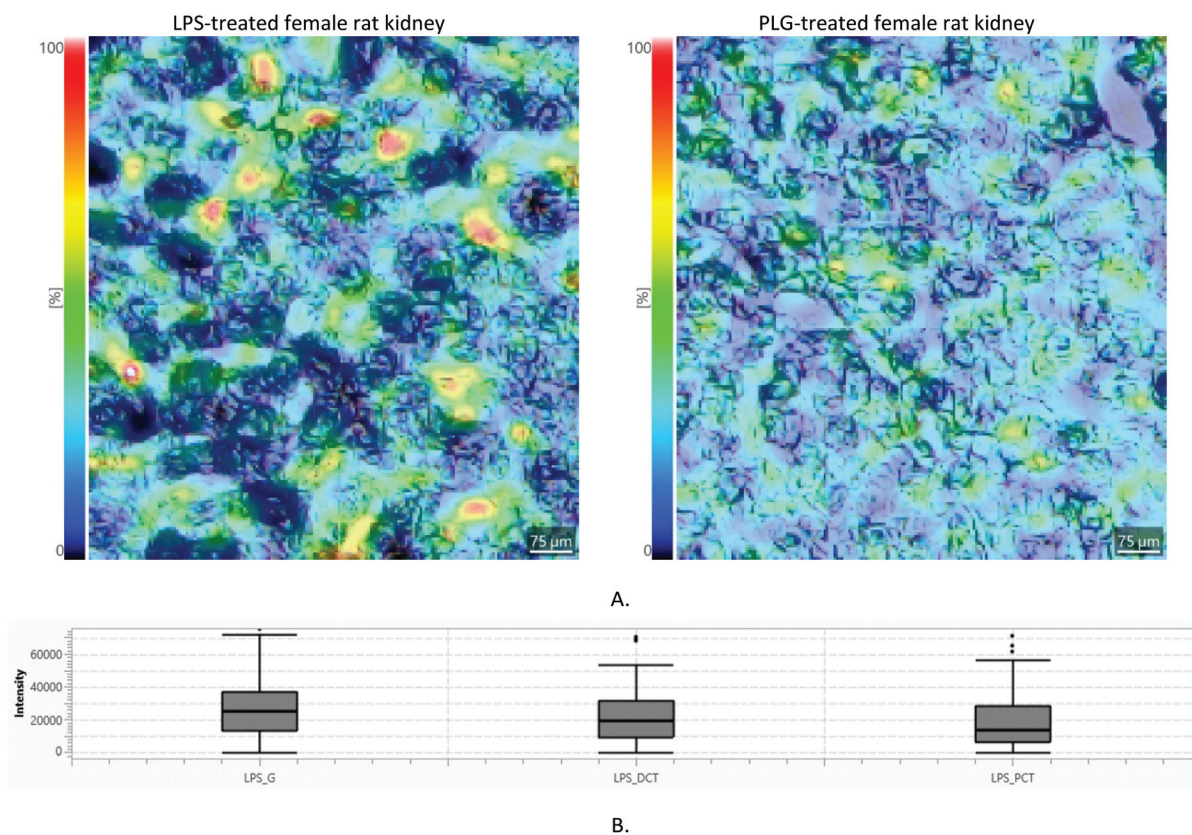 LPS-treated female rat kidney
PLG-treated female rat kidney
100
[%]
0
75 µm
100
[%]
0
75 µm
A.
Intensity
60000
40000
20000
0
LPS_G
LPS_DCT
LPS_PCT
B.